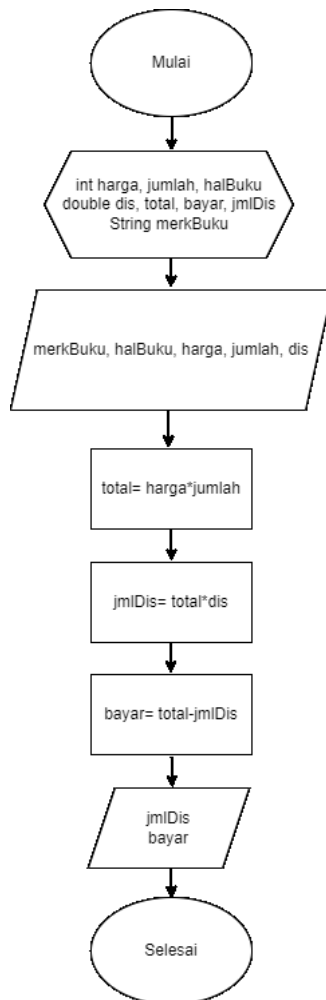 Mulai
int harga, jumlah, halBuku
double dis, total, bayar, jmlDis
String merkBuku
merkBuku, halBuku, harga, jumlah, dis
total= harga*jumlah
jmlDis= total*dis
bayar= total-jmlDis
jmlDis
bayar
Selesai